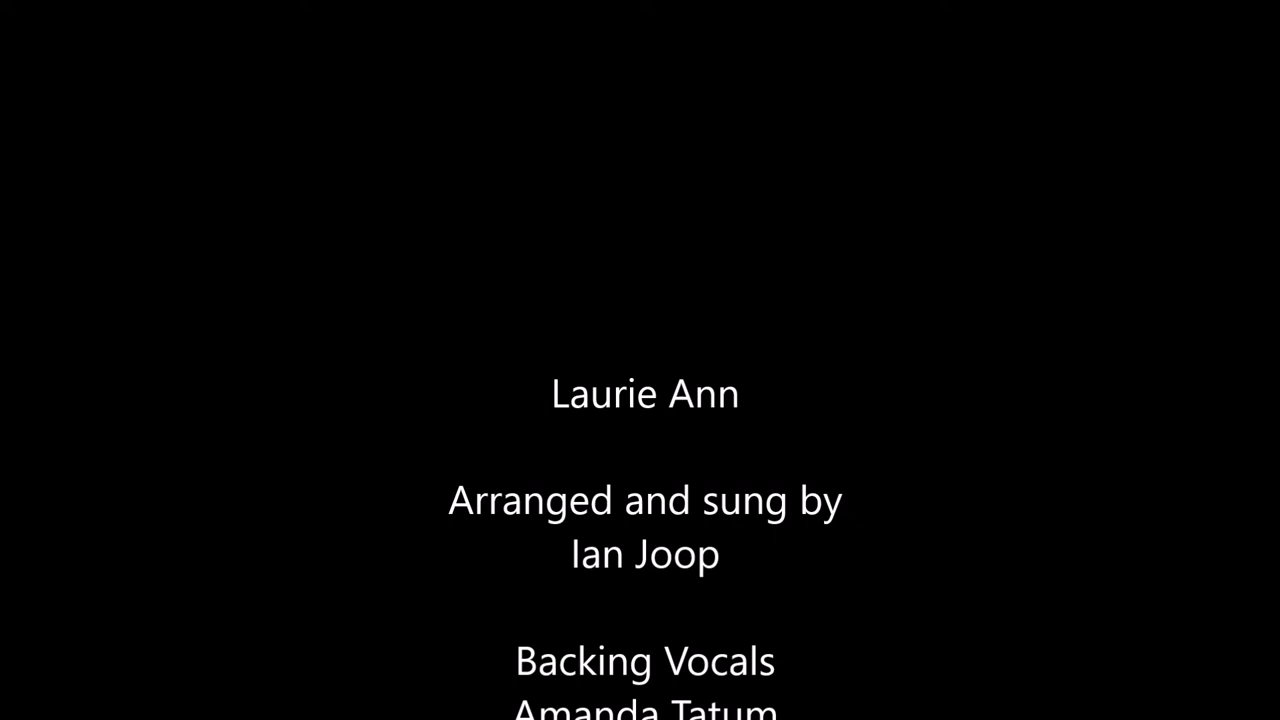 Laurie Ann
Arranged and sung by
Ian Joop
Backing Vocals
Amanda Tatum